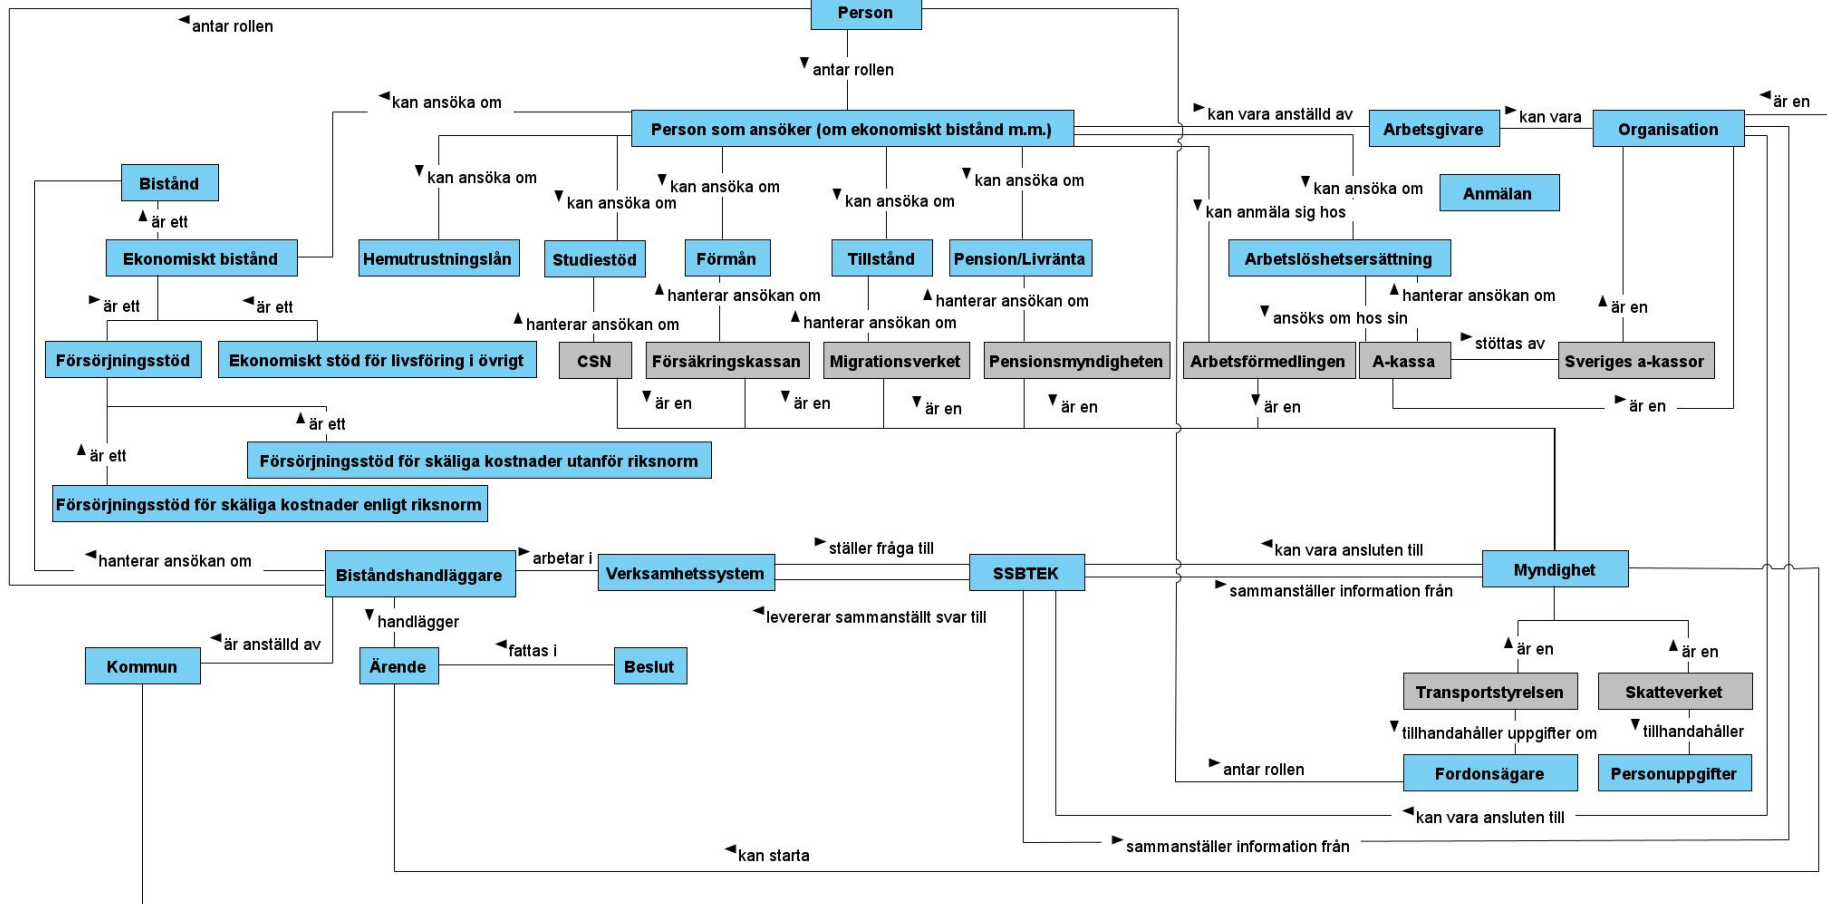 Person
antar rollen
antar rollen
kan ansöka om
är en
Person som ansöker (om ekonomiskt bistånd m.m.)
kan vara anställd av
Arbetsgivare
kan vara
Organisation
Bistånd
kan ansöka om
kan ansöka om
kan ansöka om
kan ansöka om
kan ansöka om
kan ansöka om
Anmälan
är ett
kan anmäla sig hos
Ekonomiskt bistånd
Hemutrustningslån
Studiestöd
Förmån
Tillstånd
Pension/Livränta
Arbetslöshetsersättning
är ett
är ett
hanterar ansökan om
hanterar ansökan om
hanterar ansökan om
hanterar ansökan om
hanterar ansökan om
ansöks om hos sin
är en
Försörjningsstöd
Ekonomiskt stöd för livsföring i övrigt
CSN
Försäkringskassan
Migrationsverket
Pensionsmyndigheten
Arbetsförmedlingen
A-kassa
stöttas av
Sveriges a-kassor
är en
är en
är en
är en
är en
är en
är ett
är ett
Försörjningsstöd för skäliga kostnader utanför riksnorm
Försörjningsstöd för skäliga kostnader enligt riksnorm
hanterar ansökan om
Biståndshandläggare
arbetar i
Verksamhetssystem
ställer fråga till
SSBTEK
kan vara ansluten till
Myndighet
sammanställer information från
levererar sammanställt svar till
handlägger
är anställd av
fattas i
är en
är en
Kommun
Ärende
Beslut
Transportstyrelsen
Skatteverket
tillhandahåller uppgifter om
tillhandahåller
antar rollen
Fordonsägare
Personuppgifter
kan vara ansluten till
sammanställer information från
kan starta